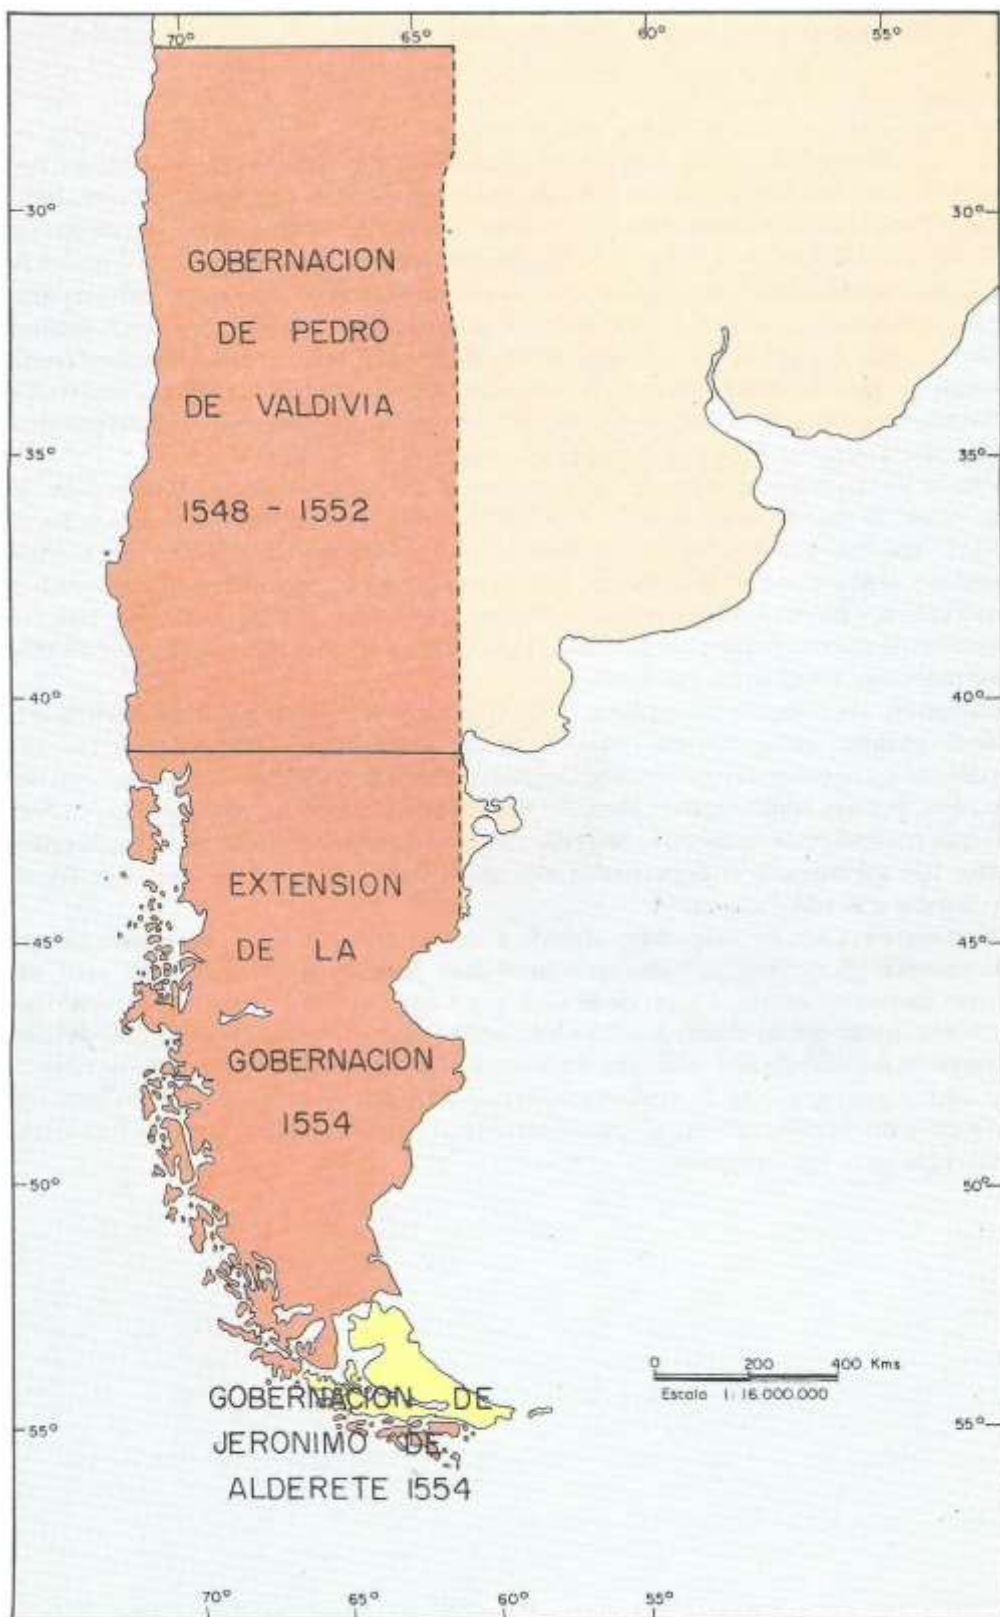 70° 65° 60° 55°
30° 30°
GOBERNACION
DE PEDRO
DE VALDIVIA
35° 35°
1548 - 1552
40° 40°
EXTENSION
45° DE LA 45°
GOBERNACION
1554
50° 50°
0 200 400 Kms
Escala 1:16.000.000
GOBERNACION DE
55° 55°
JERONIMO DE
ALDERETE 1554
70° 65° 60° 55°